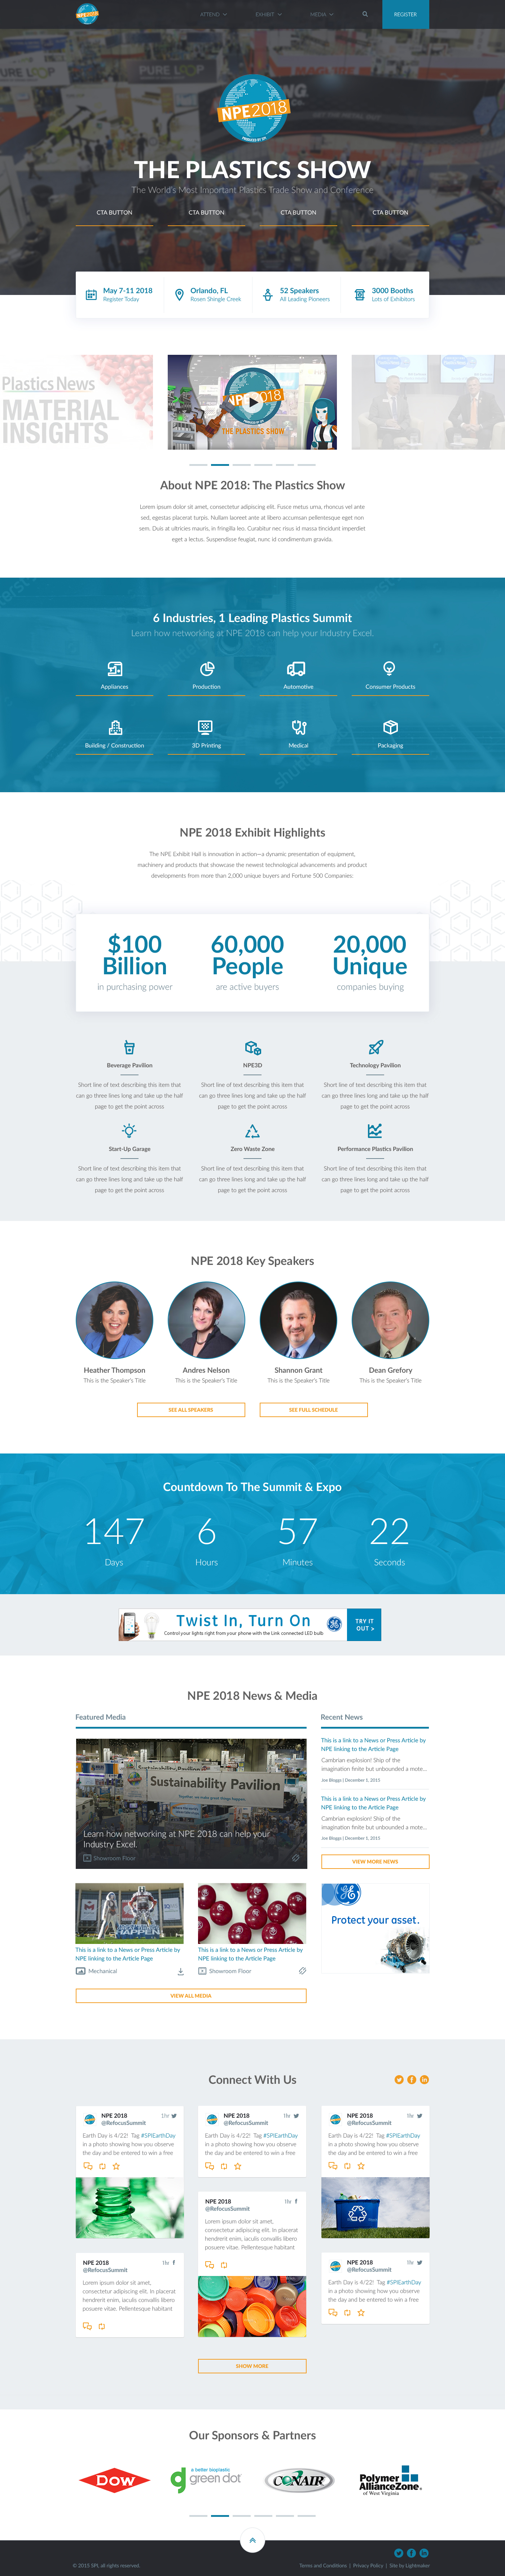 NPE2018
ATTEND
EXHIBIT
MEDIA
REGISTER
NPE2018
PRODUCED BY SPI
THE PLASTICS SHOW
The World's Most Important Plastics Trade Show and Conference
CTA BUTTON
CTA BUTTON
CTA BUTTON
CTA BUTTON
May 7-11 2018
Register Today
Orlando, FL
Rosen Shingle Creek
52 Speakers
All Leading Pioneers
3000 Booths
Lots of Exhibitors
Plastics News
MATERIAL
INSIGHTS
NPE2018
THE PLASTICS SHOW
About NPE 2018: The Plastics Show
Lorem ipsum dolor sit amet, consectetur adipiscing elit. Fusce metus urna, rhoncus vel ante
sed, egestas placerat turpis. Nullam laoreet ante at libero accumsan pellentesque eget non
sem. Duis at ultricies mauris, in fringilla leo. Curabitur nec risus id massa tincidunt imperdiet
eget a lectus. Suspendisse feugiat, nunc id condimentum gravida.
6 Industries, 1 Leading Plastics Summit
Learn how networking at NPE 2018 can help your Industry Excel.
Appliances
Production
Automotive
Consumer Products
Building / Construction
3D Printing
Medical
Packaging
NPE 2018 Exhibit Highlights
The NPE Exhibit Hall is innovation in action—a dynamic presentation of equipment,
machinery and products that showcase the newest technological advancements and product
developments from more than 2,000 unique buyers and Fortune 500 Companies:
$100
Billion
in purchasing power
60,000
People
are active buyers
20,000
Unique
companies buying
Beverage Pavilion
Short line of text describing this item that
can go three lines long and take up the half
page to get the point across
NPE3D
Short line of text describing this item that
can go three lines long and take up the half
page to get the point across
Technology Pavilion
Short line of text describing this item that
can go three lines long and take up the half
page to get the point across
Start-Up Garage
Short line of text describing this item that
can go three lines long and take up the half
page to get the point across
Zero Waste Zone
Short line of text describing this item that
can go three lines long and take up the half
page to get the point across
Performance Plastics Pavilion
Short line of text describing this item that
can go three lines long and take up the half
page to get the point across
NPE 2018 Key Speakers
Heather Thompson
This is the Speaker's Title
Andres Nelson
This is the Speaker's Title
Shannon Grant
This is the Speaker's Title
Dean Grefory
This is the Speaker's Title
SEE ALL SPEAKERS
SEE FULL SCHEDULE
Countdown To The Summit & Expo
147
Days
6
Hours
57
Minutes
22
Seconds
Twist In, Turn On
Control your lights right from your phone with the Link connected LED bulb
TRY IT
OUT >
NPE 2018 News & Media
Featured Media
Sustainability Pavilion
Sustainability Pavilion
Learn how networking at NPE 2018 can help your
Industry Excel.
Showroom Floor
HAPPEN
This is a link to a News or Press Article by
NPE linking to the Article Page
Mechanical
This is a link to a News or Press Article by
NPE linking to the Article Page
Showroom Floor
VIEW ALL MEDIA
Recent News
This is a link to a News or Press Article by
NPE linking to the Article Page
Cambrian explosion! Ship of the
imagination finite but unbounded a mote...
Joe Bloggs | December 1, 2015
This is a link to a News or Press Article by
NPE linking to the Article Page
Cambrian explosion! Ship of the
imagination finite but unbounded a mote...
Joe Bloggs | December 1, 2015
VIEW MORE NEWS
Protect your asset.
Connect With Us
NPE 2018
@RefocusSummit
17hr
Earth Day is 4/22! Tag #SPIEarthDay
in a photo showing how you observe
the day and be entered to win a free
NPE 2018
@RefocusSummit
1hr
Lorem ipsum dolor sit amet,
consectetur adipiscing elit. In placerat
hendrerit enim, iaculis convallis libero
posuere vitae. Pellentesque habitant
NPE 2018
@RefocusSummit
1hr
Earth Day is 4/22! Tag #SPIEarthDay
in a photo showing how you observe
the day and be entered to win a free
NPE 2018
@RefocusSummit
1hr
Lorem ipsum dolor sit amet,
consectetur adipiscing elit. In placerat
hendrerit enim, iaculis convallis libero
posuere vitae. Pellentesque habitant
NPE 2018
@RefocusSummit
9hr
Earth Day is 4/22! Tag #SPIEarthDay
in a photo showing how you observe
the day and be entered to win a free
NPE 2018
@RefocusSummit
9hr
Earth Day is 4/22! Tag #SPIEarthDay
in a photo showing how you observe
the day and be entered to win a free
SHOW MORE
Our Sponsors & Partners
DOW
a better bioplastic
green dot
CONAIR
Polymer
AllianceZone
of West Virginia
© 2015 SPI, all rights reserved.
Terms and Conditions | Privacy Policy | Site by Lightmaker